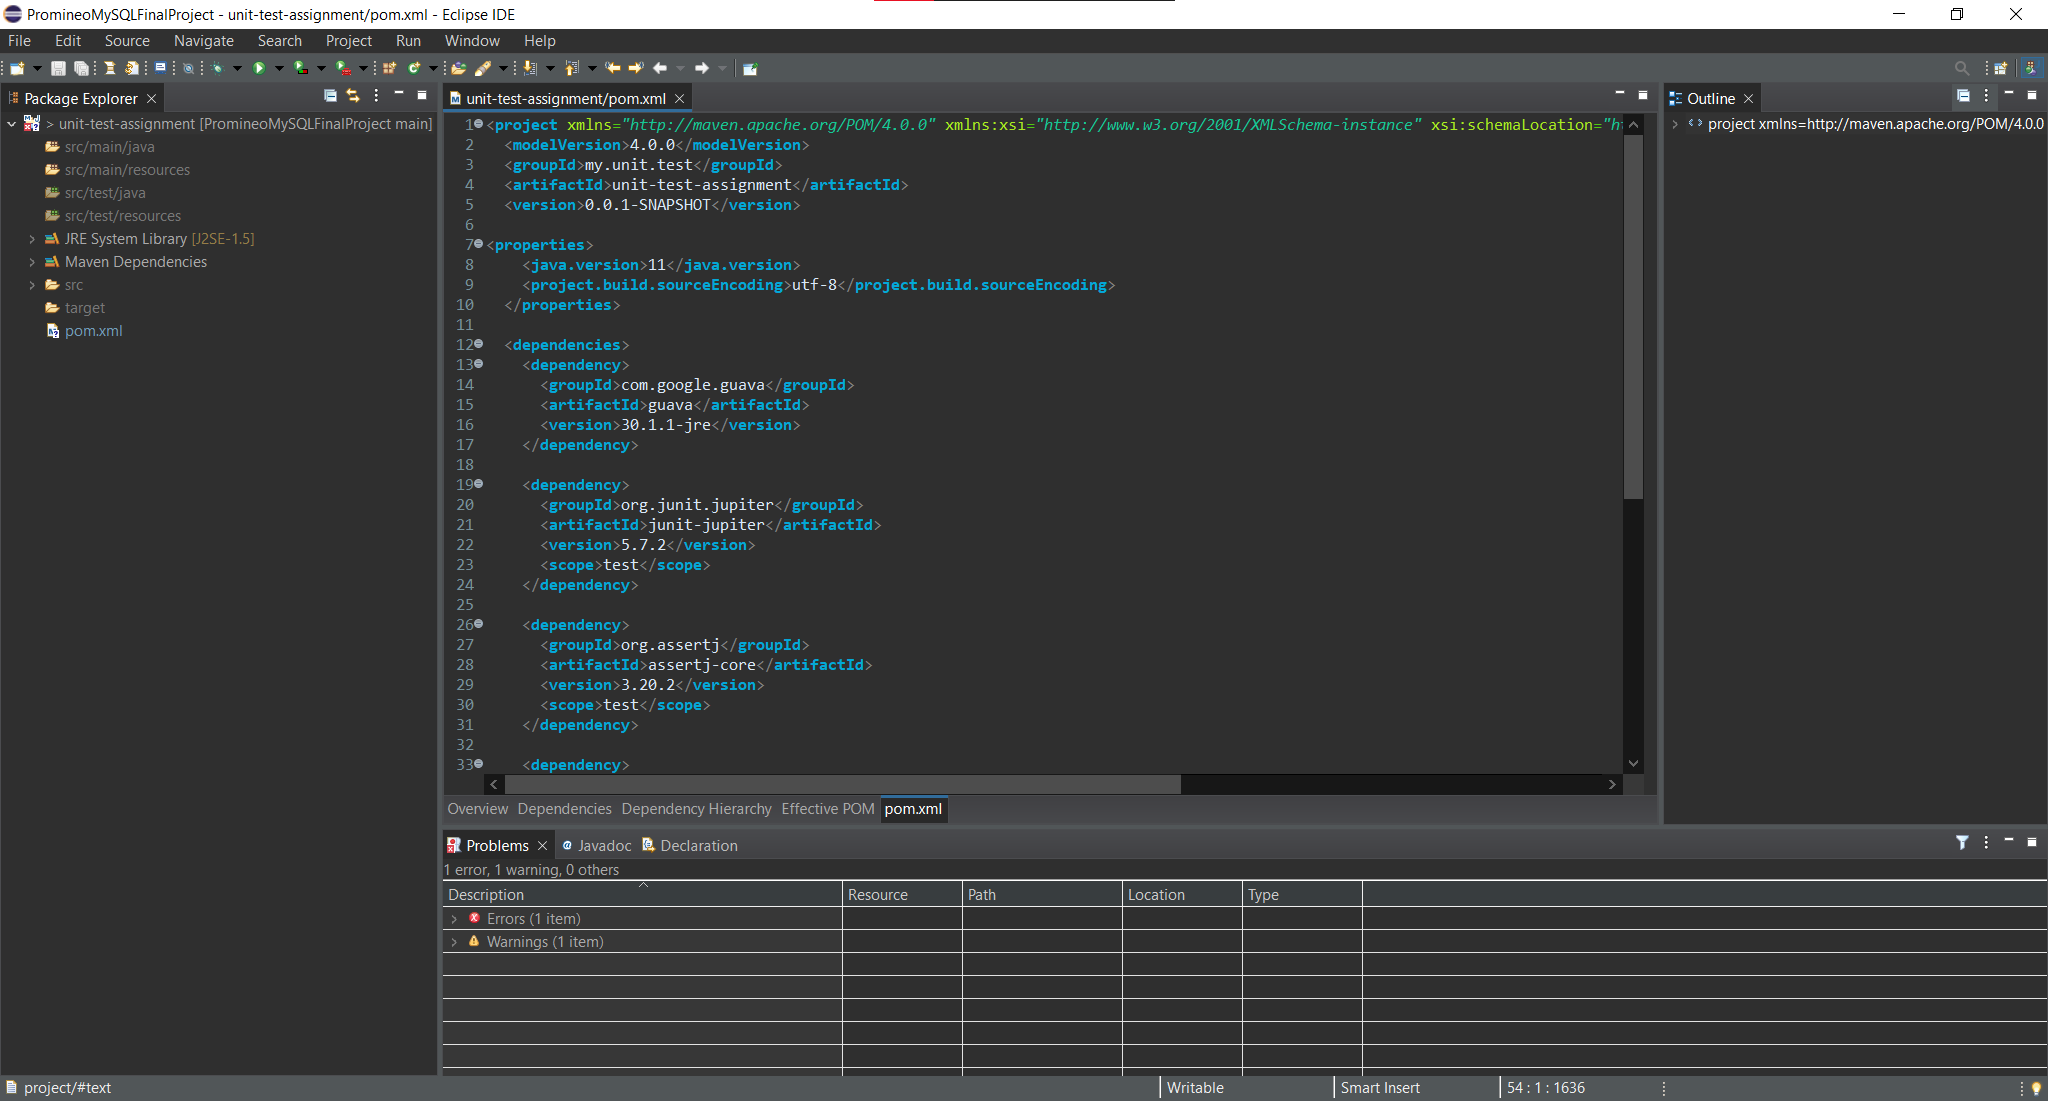 PromineoMySQLFinalProject - unit-test-assignment/pom.xml - Eclipse IDE
File Edit Source Navigate Search Project Run Window Help
Package Explorer
> unit-test-assignment [PromineoMySQLFinalProject main]
src/main/java
src/main/resources
src/test/java
src/test/resources
JRE System Library [J2SE-1.5]
Maven Dependencies
src
target
pom.xml
unit-test-assignment/pom.xml
1 <project xmlns="http://maven.apache.org/POM/4.0.0" xmlns:xsi="http://www.w3.org/2001/XMLSchema-instance" xsi:schemaLocation="ht
2 <modelVersion>4.0.0</modelVersion>
3 <groupId>my.unit.test</groupId>
4 <artifactId>unit-test-assignment</artifactId>
5 <version>0.0.1-SNAPSHOT</version>
6
7 <properties>
8 <java.version>11</java.version>
9 <project.build.sourceEncoding>utf-8</project.build.sourceEncoding>
10 </properties>
11
12 <dependencies>
13 <dependency>
14 <groupId>com.google.guava</groupId>
15 <artifactId>guava</artifactId>
16 <version>30.1.1-jre</version>
17 </dependency>
18
19 <dependency>
20 <groupId>org.junit.jupiter</groupId>
21 <artifactId>junit-jupiter</artifactId>
22 <version>5.7.2</version>
23 <scope>test</scope>
24 </dependency>
25
26 <dependency>
27 <groupId>org.assertj</groupId>
28 <artifactId>assertj-core</artifactId>
29 <version>3.20.2</version>
30 <scope>test</scope>
31 </dependency>
32
33 <dependency>
Overview Dependencies Dependency Hierarchy Effective POM pom.xml
Outline
project xmlns=http://maven.apache.org/POM/4.0.0
Problems Javadoc Declaration
1 error, 1 warning, 0 others
Description Resource Path Location Type
Errors (1 item)
Warnings (1 item)
project/#text Writable Smart Insert 54 : 1 : 1636